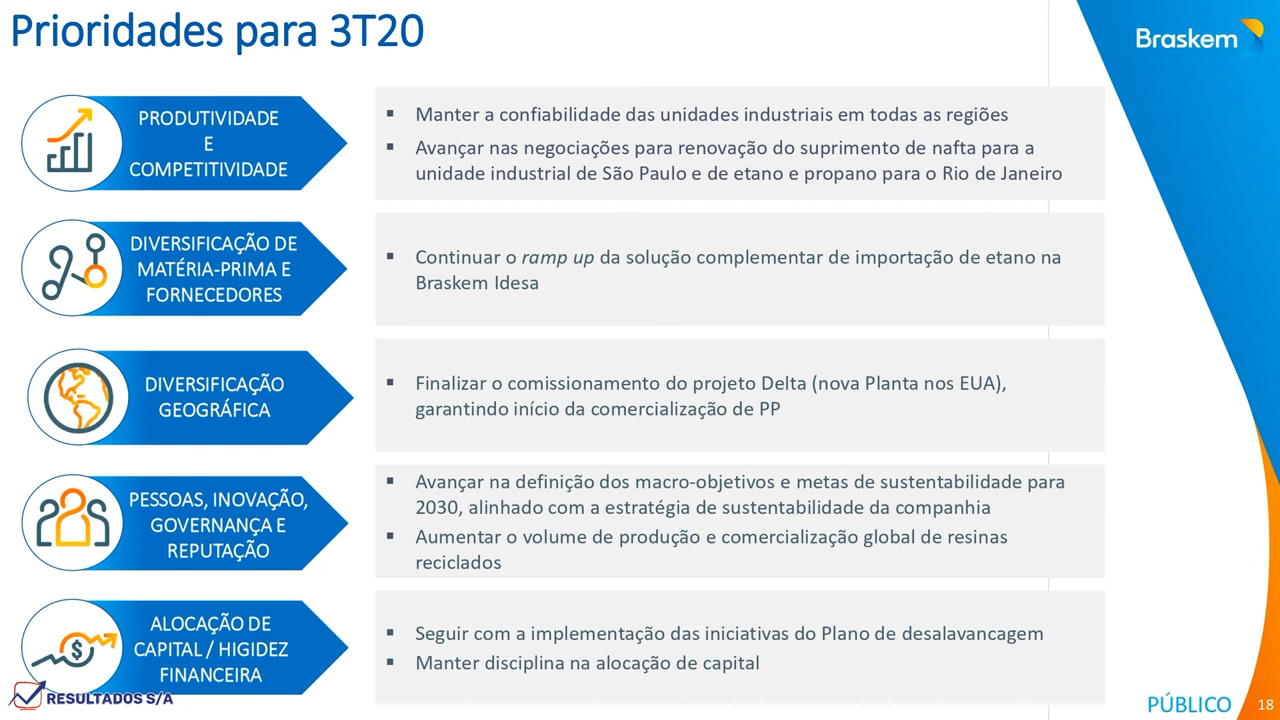 Prioridades para 3T20
Braskem
PRODUTIVIDADE
E
COMPETITIVIDADE
▪ Manter a confiabilidade das unidades industriais em todas as regiões
▪ Avançar nas negociações para renovação do suprimento de nafta para a
unidade industrial de São Paulo e de etano e propano para o Rio de Janeiro
DIVERSIFICAÇÃO DE
MATÉRIA-PRIMA E
FORNECEDORES
▪ Continuar o ramp up da solução complementar de importação de etano na
Braskem Idesa
DIVERSIFICAÇÃO
GEOGRÁFICA
▪ Finalizar o comissionamento do projeto Delta (nova Planta nos EUA),
garantindo início da comercialização de PP
PESSOAS, INOVAÇÃO,
GOVERNANÇA E
REPUTAÇÃO
▪ Avançar na definição dos macro-objetivos e metas de sustentabilidade para
2030, alinhado com a estratégia de sustentabilidade da companhia
▪ Aumentar o volume de produção e comercialização global de resinas
reciclados
ALOCAÇÃO DE
CAPITAL / HIGIDEZ
FINANCEIRA
$
▪ Seguir com a implementação das iniciativas do Plano de desalavancagem
▪ Manter disciplina na alocação de capital
RESULTADOS S/A
PÚBLICO
18